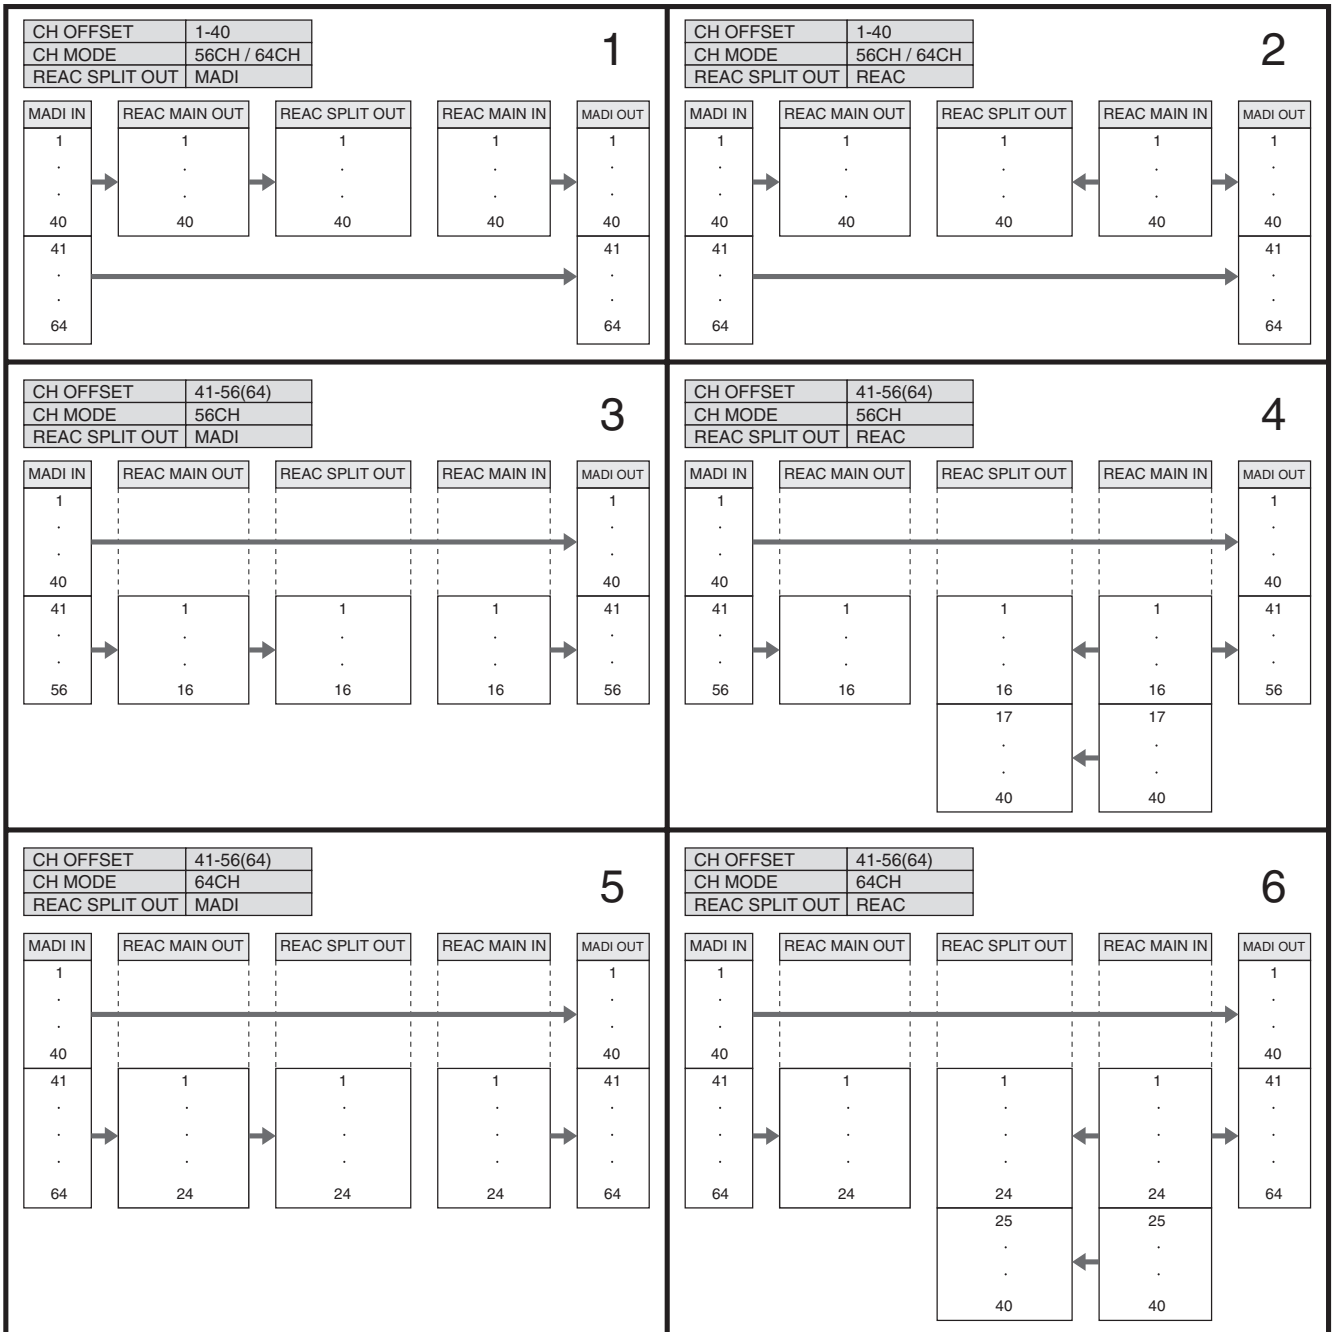 CH OFFSET 1-40
CH MODE 56CH / 64CH
REAC SPLIT OUT MADI
1
MADI IN REAC MAIN OUT REAC SPLIT OUT REAC MAIN IN MADI OUT
1 1 1 1 1
. . . . .
. . . . .
40 40 40 40 40
41 41
. .
. .
64 64
CH OFFSET 1-40
CH MODE 56CH / 64CH
REAC SPLIT OUT REAC
2
MADI IN REAC MAIN OUT REAC SPLIT OUT REAC MAIN IN MADI OUT
1 1 1 1 1
. . . . .
. . . . .
40 40 40 40 40
41 41
. .
. .
64 64
CH OFFSET 41-56(64)
CH MODE 56CH
REAC SPLIT OUT MADI
3
MADI IN REAC MAIN OUT REAC SPLIT OUT REAC MAIN IN MADI OUT
1 1
. .
. .
40 40
41 1 1 1 41
. . . . .
. . . . .
56 16 16 16 56
CH OFFSET 41-56(64)
CH MODE 56CH
REAC SPLIT OUT REAC
4
MADI IN REAC MAIN OUT REAC SPLIT OUT REAC MAIN IN MADI OUT
1 1
. .
. .
40 40
41 1 1 1 41
. . . . .
. . . . .
56 16 16 16 56
17 17
. .
. .
40 40
CH OFFSET 41-56(64)
CH MODE 64CH
REAC SPLIT OUT MADI
5
MADI IN REAC MAIN OUT REAC SPLIT OUT REAC MAIN IN MADI OUT
1 1
. .
. .
40 40
41 1 1 1 41
. . . . .
. . . . .
. . . . .
64 24 24 24 64
CH OFFSET 41-56(64)
CH MODE 64CH
REAC SPLIT OUT REAC
6
MADI IN REAC MAIN OUT REAC SPLIT OUT REAC MAIN IN MADI OUT
1 1
. .
. .
40 40
41 1 1 1 41
. . . . .
. . . . .
. . . . .
64 24 24 24 64
25 25
. .
. .
40 40